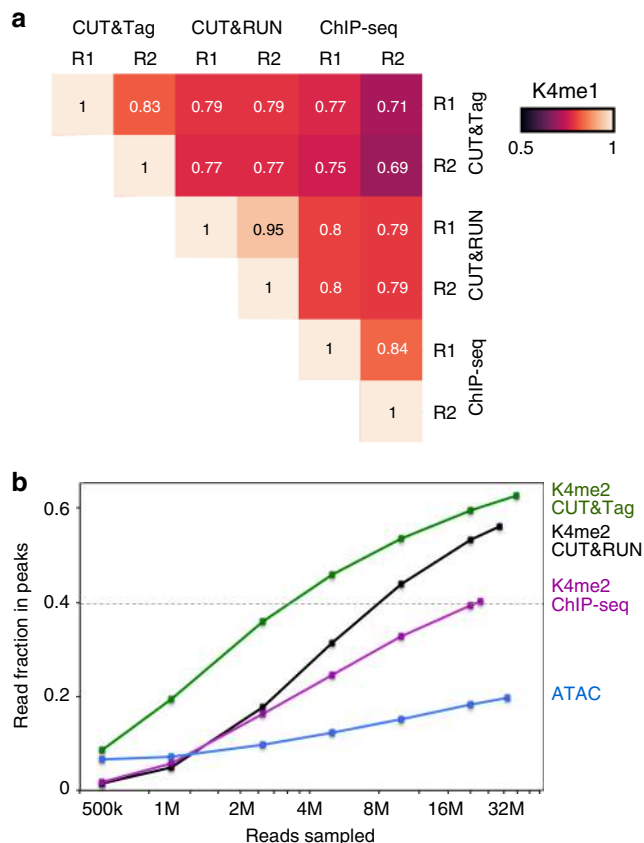 a
CUT&Tag CUT&RUN ChIP-seq
R1 R2 R1 R2 R1 R2
1 0.83 0.79 0.79 0.77 0.71 R1
1 0.77 0.77 0.75 0.69 R2
CUT&Tag
1 0.95 0.8 0.79 R1
1 0.8 0.79 R2
CUT&RUN
1 0.84 R1
1 R2
ChIP-seq
K4me1
0.5 1
b
Read fraction in peaks
0.6
0.4
0.2
0
500k 1M 2M 4M 8M 16M 32M
Reads sampled
K4me2
CUT&Tag
K4me2
CUT&RUN
K4me2
ChIP-seq
ATAC